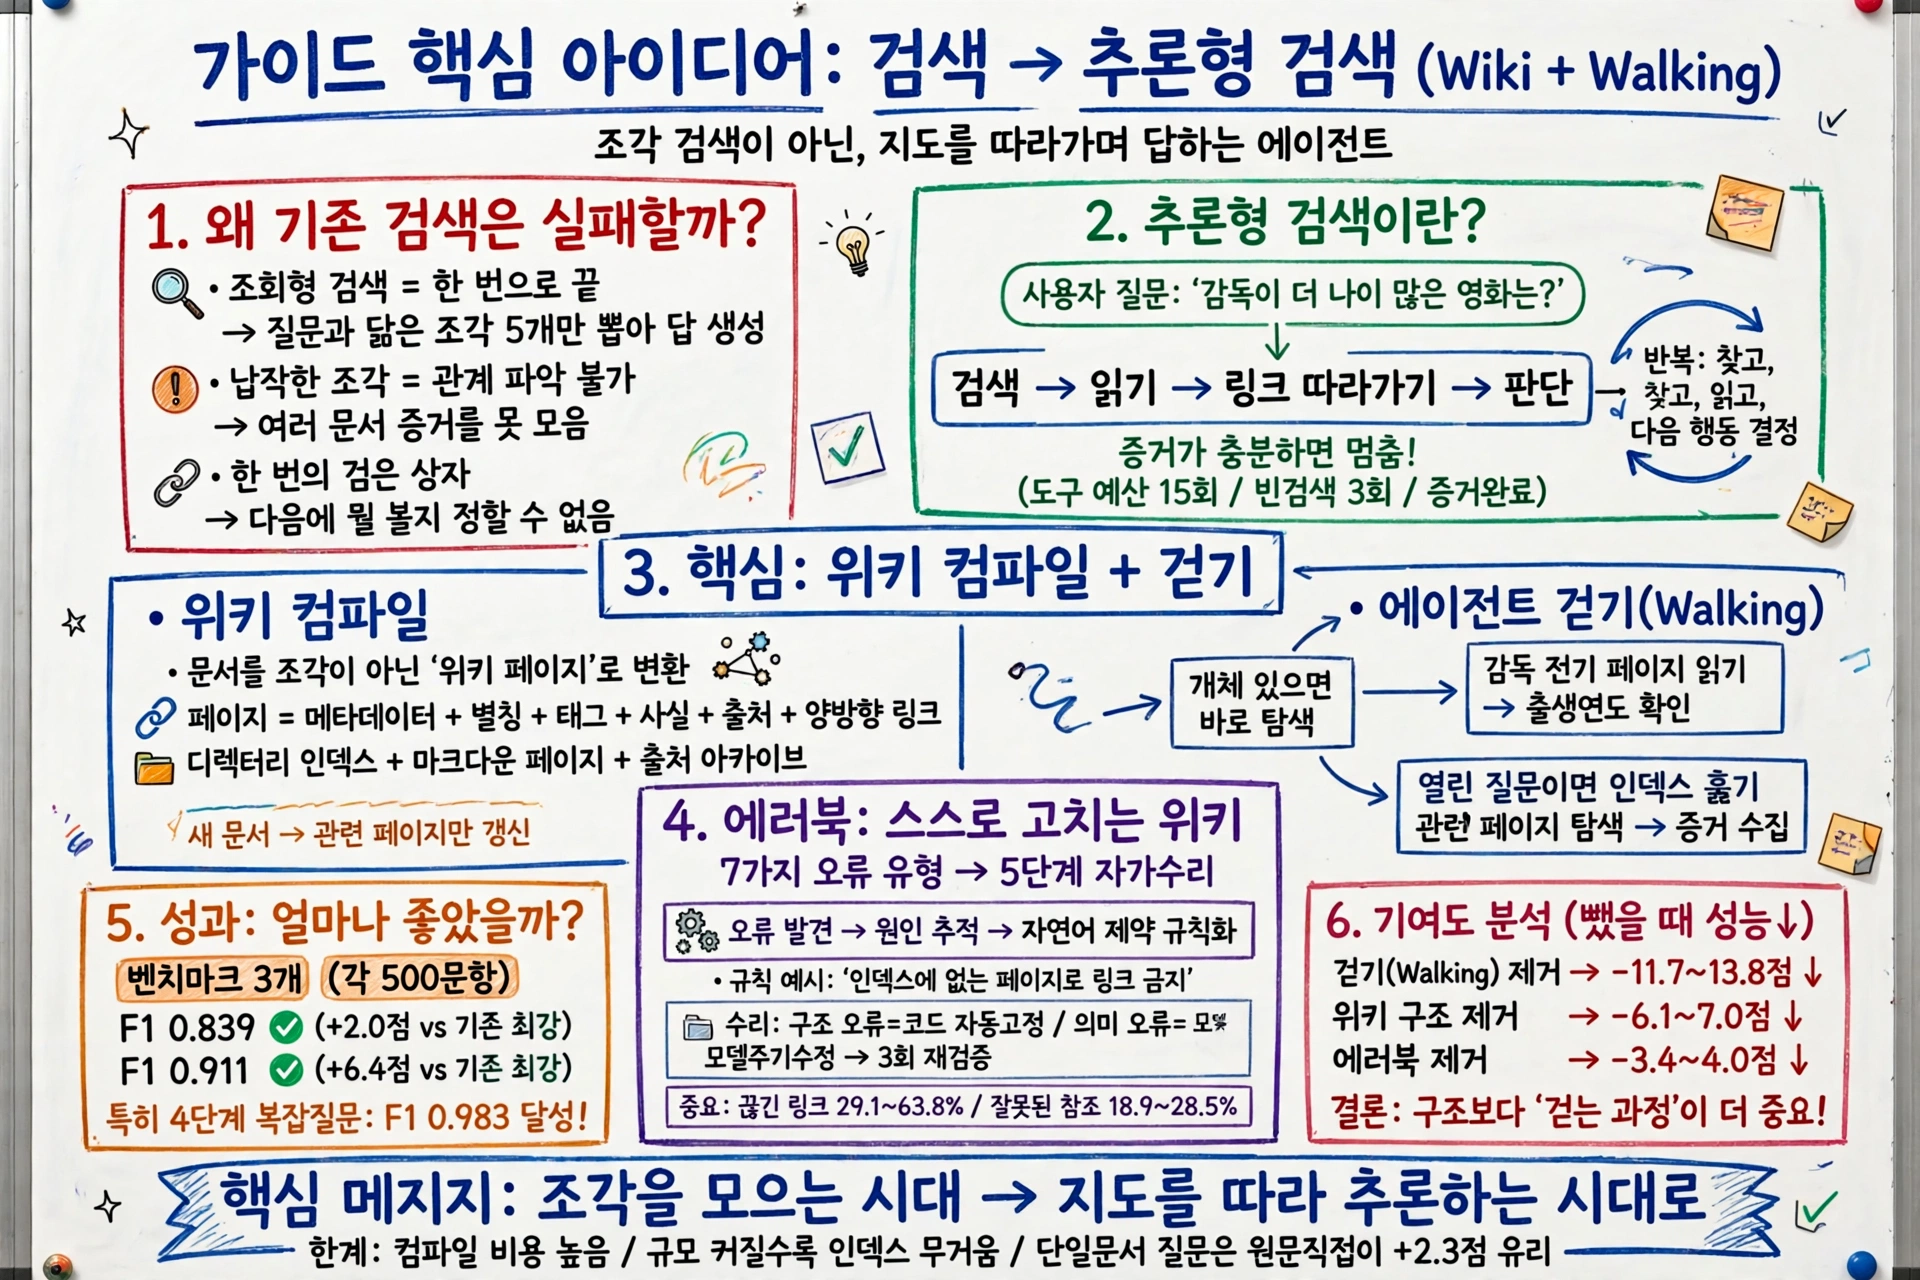 가이드 핵심 아이디어: 검색 → 추론형 검색 (Wiki + Walking)
조각 검색이 아닌, 지도를 따라가며 답하는 에이전트
1. 왜 기존 검색은 실패할까?
• 조회형 검색 = 한 번으로 끝
→ 질문과 닮은 조각 5개만 뽑아 답 생성
• 납작한 조각 = 관계 파악 불가
→ 여러 문서 증거를 못 모음
• 한 번의 검은 상자
→ 다음에 뭘 볼지 정할 수 없음
2. 추론형 검색이란?
사용자 질문: ‘감독이 더 나이 많은 영화는?’
검색 → 읽기 → 링크 따라가기 → 판단 →
반복: 찾고,
찾고, 읽고,
다음 행동 결정
증거가 충분하면 멈춤!
(도구 예산 15회 / 빈검색 3회 / 증거완료)
3. 핵심: 위키 컴파일 + 걷기
• 위키 컴파일
• 문서를 조각이 아닌 ‘위키 페이지’로 변환
페이지 = 메타데이터 + 별칭 + 태그 + 사실 + 출처 + 양방향 링크
디렉터리 인덱스 + 마크다운 페이지 + 출처 아카이브
새 문서 → 관련 페이지만 갱신
• 에이전트 걷기(Walking)
개체 있으면
바로 탐색
감독 전기 페이지 읽기
→ 출생연도 확인
열린 질문이면 인덱스 훑기
관련 페이지 탐색 → 증거 수집
4. 에러북: 스스로 고치는 위키
7가지 오류 유형 → 5단계 자가수리
오류 발견 → 원인 추적 → 자연어 제약 규칙화
• 규칙 예시: ‘인덱스에 없는 페이지로 링크 금지’
수리: 구조 오류=코드 자동고정 / 의미 오류=
모델주기수정 → 3회 재검증
중요: 끊긴 링크 29.1~63.8% / 잘못된 참조 18.9~28.5%
5. 성과: 얼마나 좋았을까?
벤치마크 3개 (각 500문항)
F1 0.839 ✅ (+2.0점 vs 기존 최강)
F1 0.911 ✅ (+6.4점 vs 기존 최강)
특히 4단계 복잡질문: F1 0.983 달성!
6. 기여도 분석 (뺐을 때 성능↓)
걷기(Walking) 제거 → -11.7~13.8점 ↓
위키 구조 제거 → -6.1~7.0점 ↓
에러북 제거 → -3.4~4.0점 ↓
결론: 구조보다 ‘걷는 과정’이 더 중요!
핵심 메지지: 조각을 모으는 시대 → 지도를 따라 추론하는 시대로
한계: 컴파일 비용 높음 / 규모 커질수록 인덱스 무거움 / 단일문서 질문은 원문직접이 +2.3점 유리